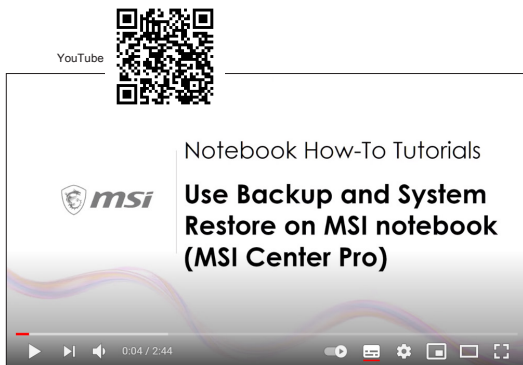 YouTube
Notebook How-To Tutorials
msi
Use Backup and System
Restore on MSI notebook
(MSI Center Pro)
0:04 / 2:44